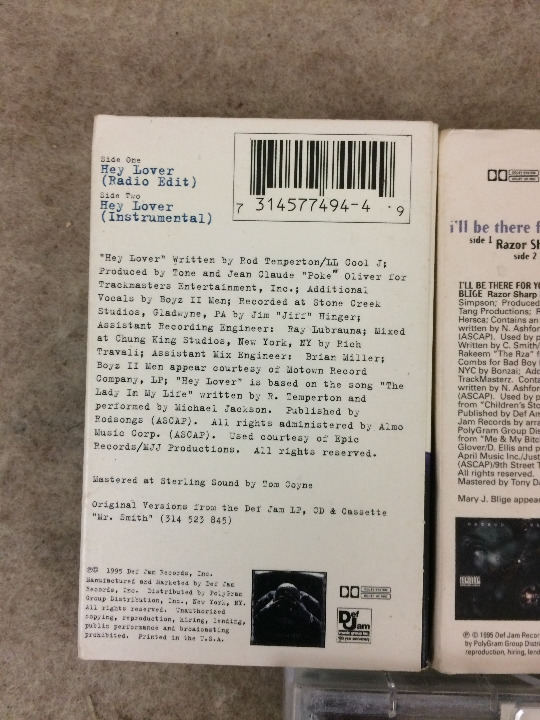 Side One
Hey Lover
(Radio Edit)
Side Two
Hey Lover
(Instrumental)
7 314577494-4 9
"Hey Lover" Written by Rod Temperton/LL Cool J;
Produced by Tone and Jean Claude "Poke" Oliver for
Trackmasters Entertainment, Inc.; Additional
Vocals by Boyz II Men; Recorded at Stone Creek
Studios, Gladwyne, PA by Jim "Jiff" Hinger;
Assistant Recording Engineer: Ray Lubrauna; Mixed
at Chung King Studios, New York, NY by Rich
Travali; Assistant Mix Engineer: Brian Miller;
Boyz II Men appear courtesy of Motown Record
Company, LP; "Hey Lover" is based on the song "The
Lady In My Life" written by R. Temperton and
performed by Michael Jackson. Published by
Rodsongs (ASCAP). All rights administered by Almo
Music Corp. (ASCAP). Used courtesy of Epic
Records/MJJ Productions. All rights reserved.
Mastered at Sterling Sound by Tom Coyne
Original Versions from the Def Jam LP, CD & Cassette
"Mr. Smith" (314 523 845)
℗© 1995 Def Jam Records, Inc.
Manufactured and Marketed by Def Jam
Records, Inc. Distributed by PolyGram
Group Distribution, Inc., New York, NY.
All rights reserved. Unauthorized
copying, reproduction, hiring, lending,
public performance and broadcasting
prohibited. Printed in the U.S.A.
Def
Jam
i'll be there f
side 1 Razor Sh
side 2
I'LL BE THERE FOR YO
BLIGE Razor Sharp
Simpson; Produced
Tang Productions; R
Hersca; Contains an
written by N. Ashfor
(ASCAP). Used by p
Written by C. Smith/
Rakeem "The Rza" f
Combs for Bad Boy
NYC by Bonzai; Add
TrackMasterz. Conta
written by N. Ashfor
(ASCAP). Used by p
from "Children's Sto
Published by Def Am
Jam Records by arra
PolyGram Group Dis
from "Me & My Bitc
Glover/D. Ellis and p
April Music Inc./Just
(ASCAP)/9th Street T
All rights reserved.
Mastered by Tony Da
Mary J. Blige appear
℗ © 1995 Def Jam Recor
by PolyGram Group Distri
reproduction, hiring, lend